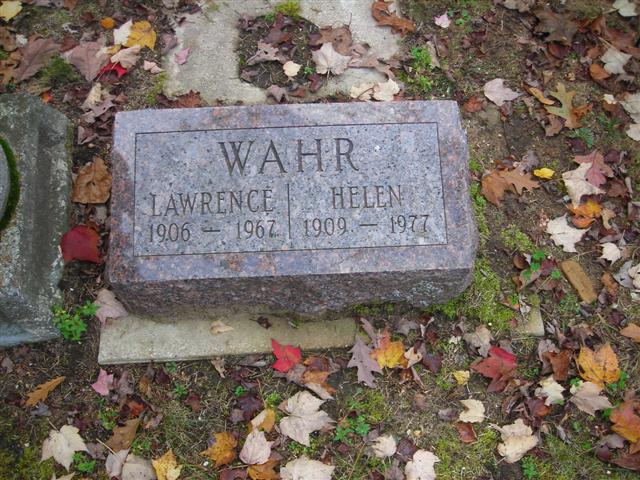 WAHR
LAWRENCE HELEN
1906 — 1967 1909 — 1977